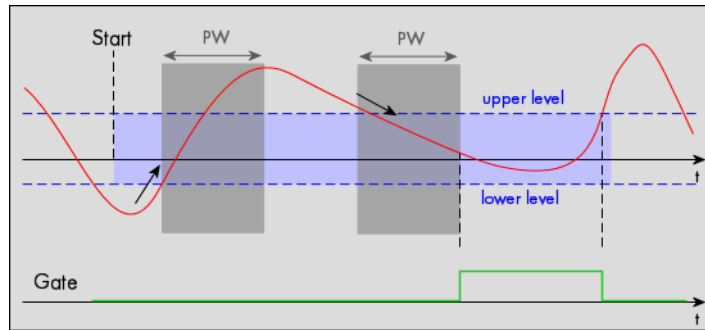 Start
PW
PW
upper level
t
lower level
Gate
t